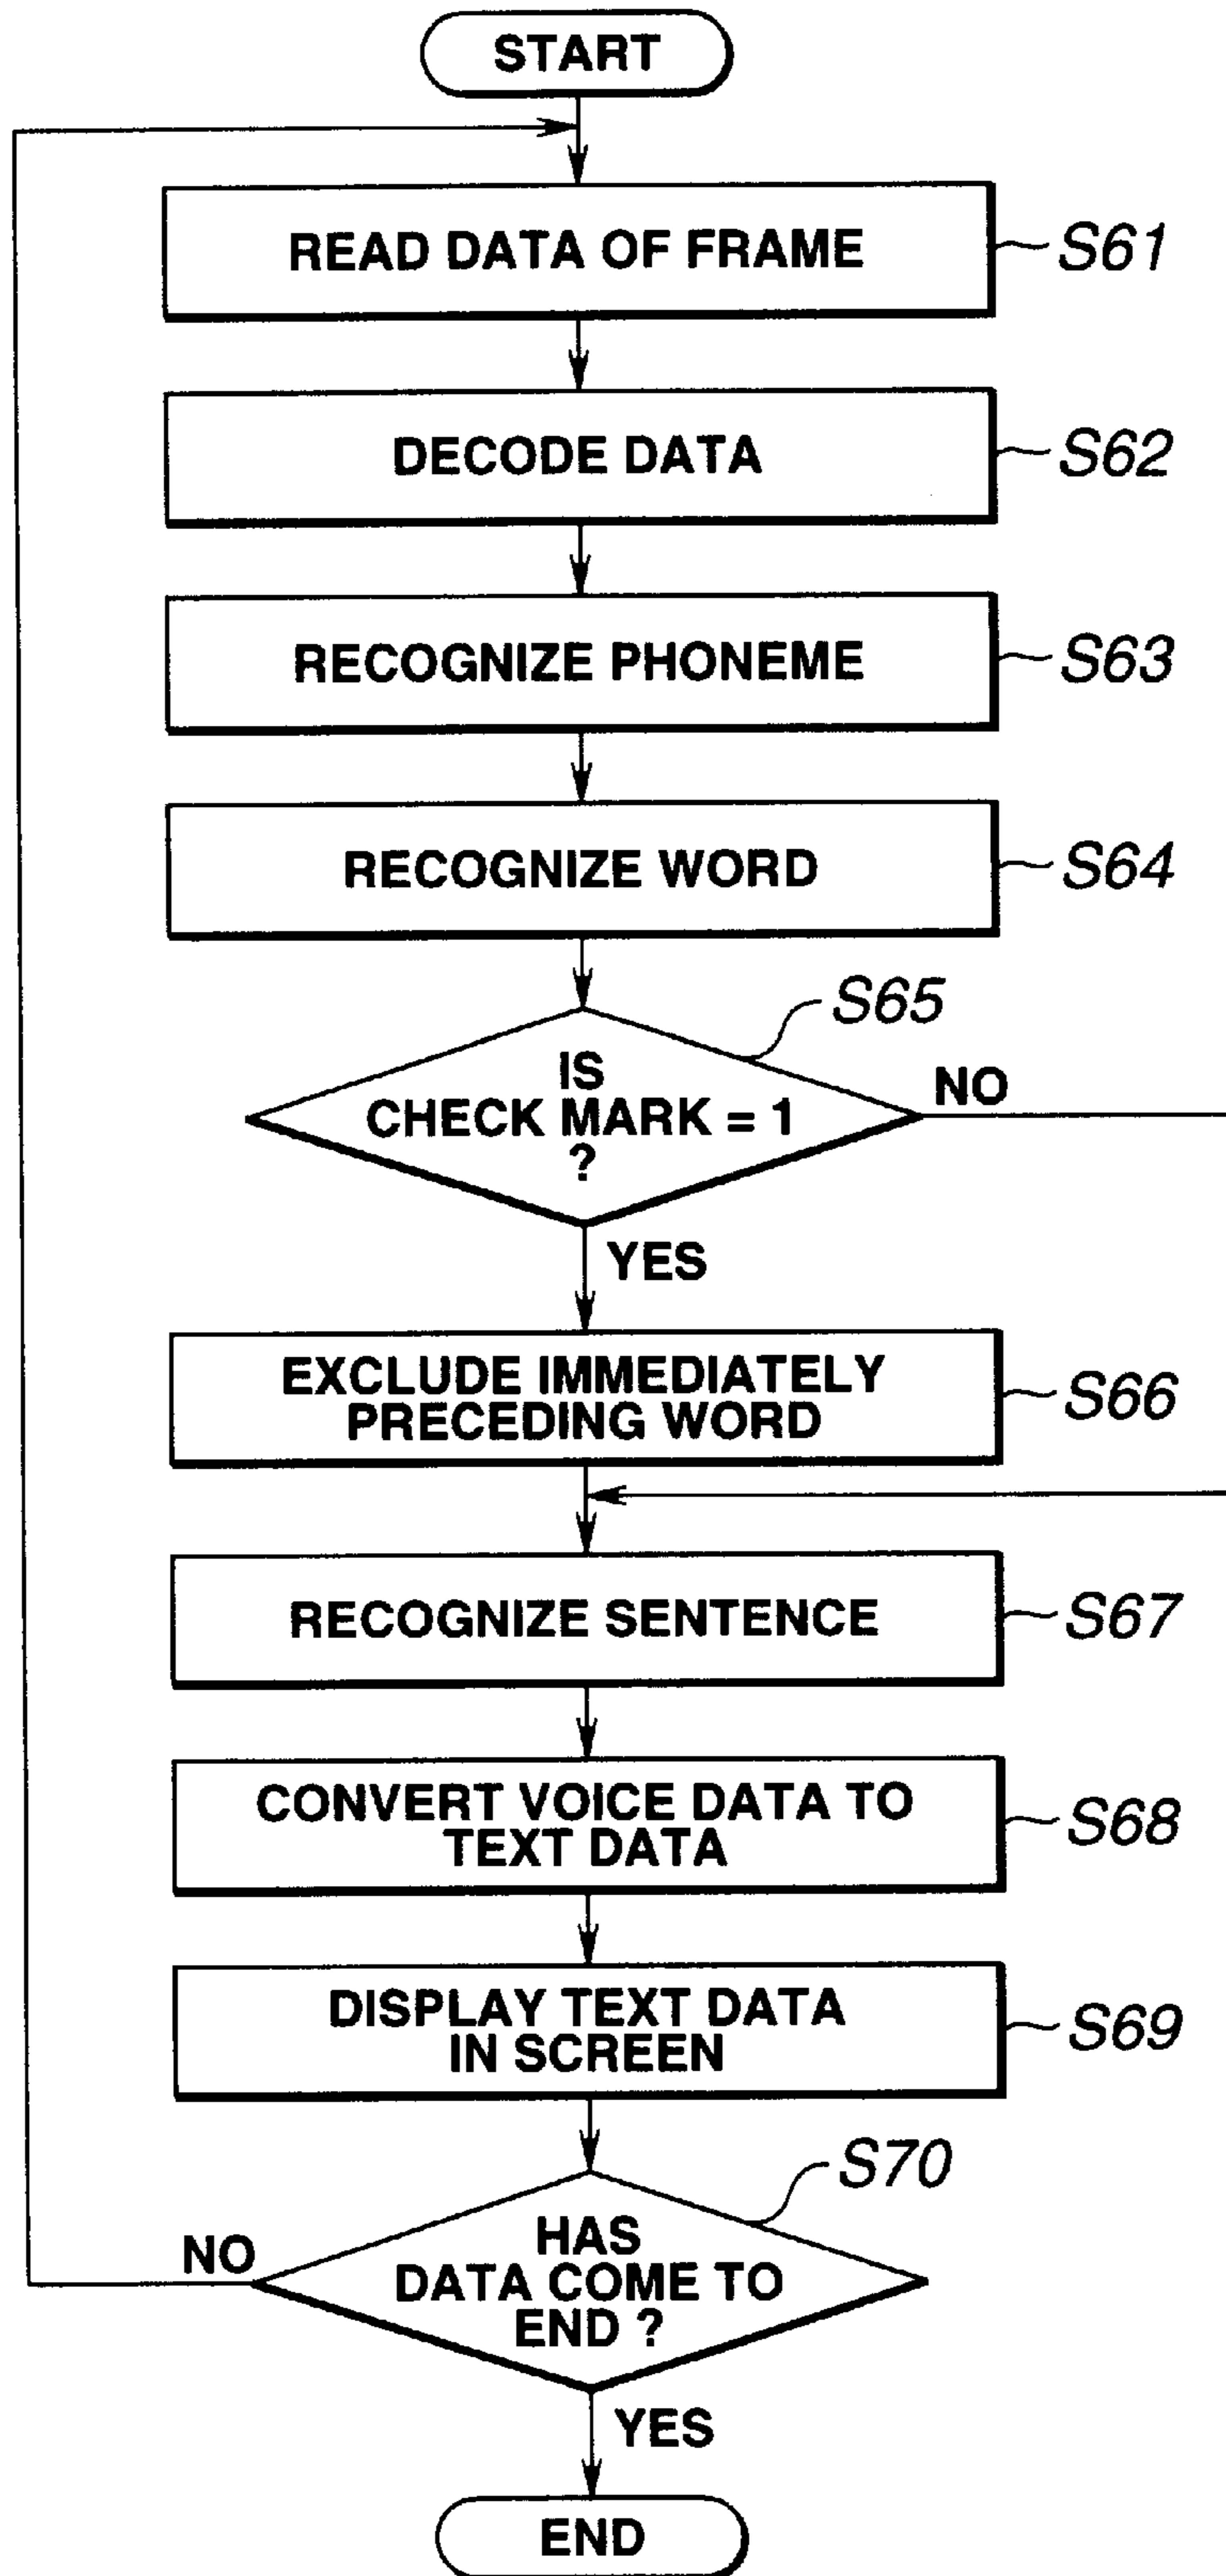 START
READ DATA OF FRAME
S61
DECODE DATA
S62
RECOGNIZE PHONEME
S63
RECOGNIZE WORD
S64
S65
IS
CHECK MARK = 1
?
NO
YES
EXCLUDE IMMEDIATELY
PRECEDING WORD
S66
RECOGNIZE SENTENCE
S67
CONVERT VOICE DATA TO
TEXT DATA
S68
DISPLAY TEXT DATA
IN SCREEN
S69
S70
HAS
DATA COME TO
END ?
NO
YES
END